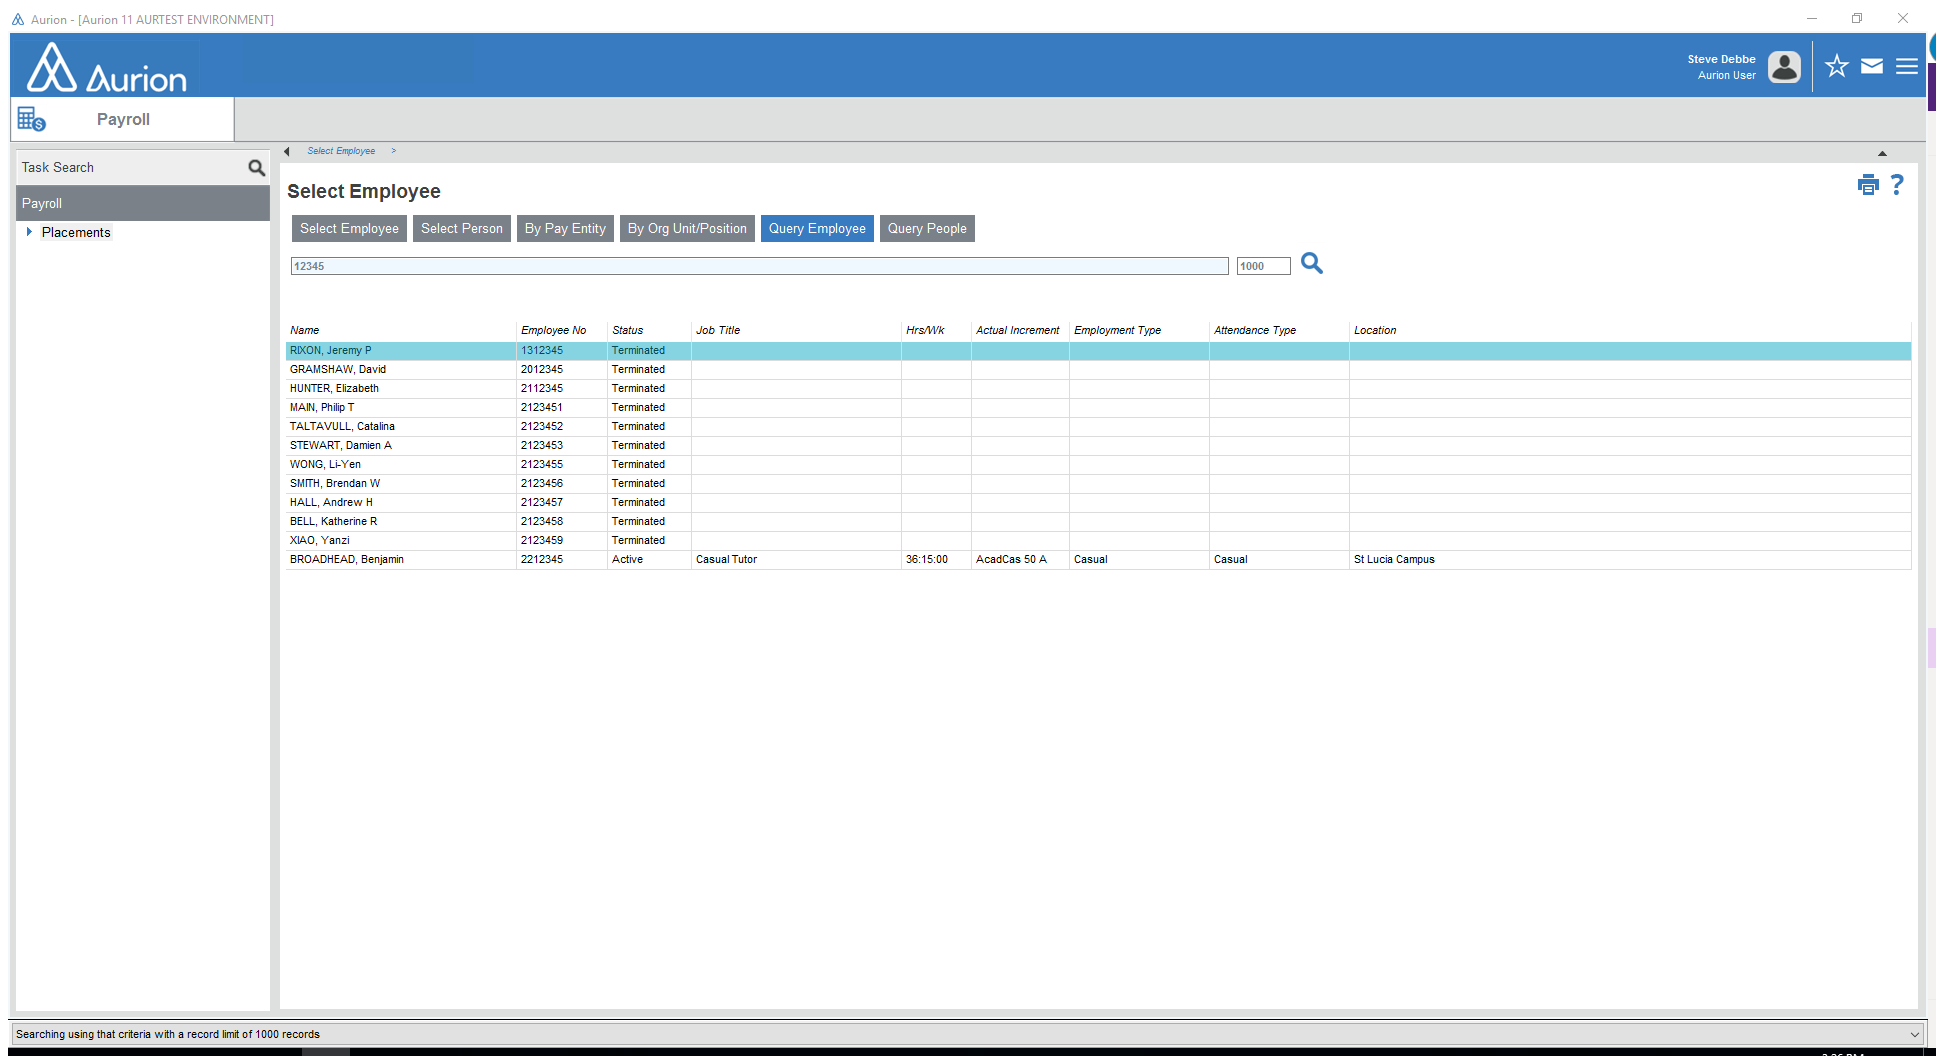 Aurion - [Aurion 11 AURTEST ENVIRONMENT]
Aurion
Steve Debbe
Aurion User
Payroll
Task Search
Payroll
Placements
Select Employee >
Select Employee
Select Employee Select Person By Pay Entity By Org Unit/Position Query Employee Query People
12345 1000
Name Employee No Status Job Title Hrs/Wk Actual Increment Employment Type Attendance Type Location
RIXON, Jeremy P 1312345 Terminated
GRAMSHAW, David 2012345 Terminated
HUNTER, Elizabeth 2112345 Terminated
MAIN, Philip T 2123451 Terminated
TALTAVULL, Catalina 2123452 Terminated
STEWART, Damien A 2123453 Terminated
WONG, Li-Yen 2123455 Terminated
SMITH, Brendan W 2123456 Terminated
HALL, Andrew H 2123457 Terminated
BELL, Katherine R 2123458 Terminated
XIAO, Yanzi 2123459 Terminated
BROADHEAD, Benjamin 2212345 Active Casual Tutor 36:15:00 AcadCas 50 A Casual Casual St Lucia Campus
Searching using that criteria with a record limit of 1000 records